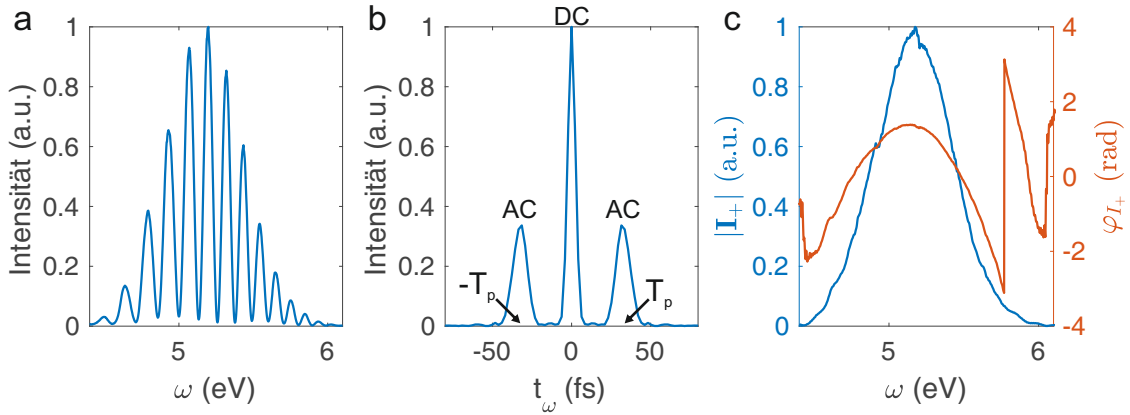 a
Intensität (a.u.)
1
0.8
0.6
0.4
0.2
0
5
6
ω (eV)
b
Intensität (a.u.)
1
0.8
0.6
0.4
0.2
0
DC
AC
AC
-Tₚ
Tₚ
-50
0
50
t_ω (fs)
c
|I₊| (a.u.)
1
0.8
0.6
0.4
0.2
0
5
6
ω (eV)
4
2
0
-2
-4
φ_{I₊} (rad)